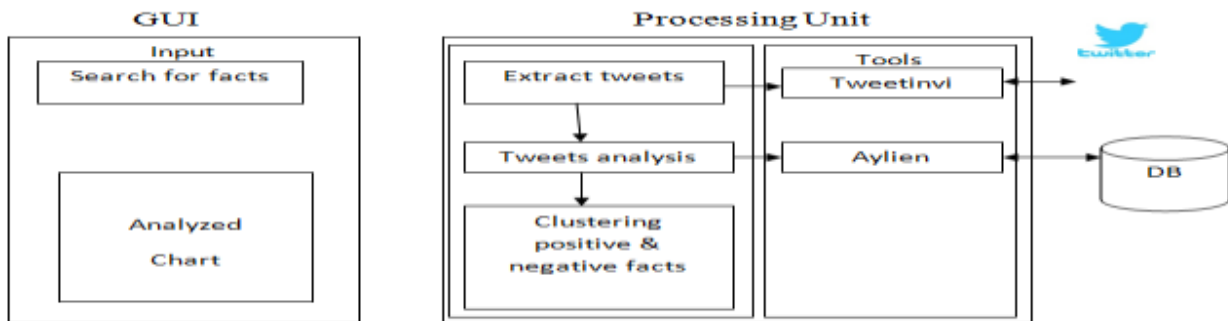 GUI
Input
Search for facts
Analyzed
Chart
Processing Unit
Extract tweets
Tweets analysis
Clustering
positive &
negative facts
Tools
Tweetinvi
Aylien
twitter
DB